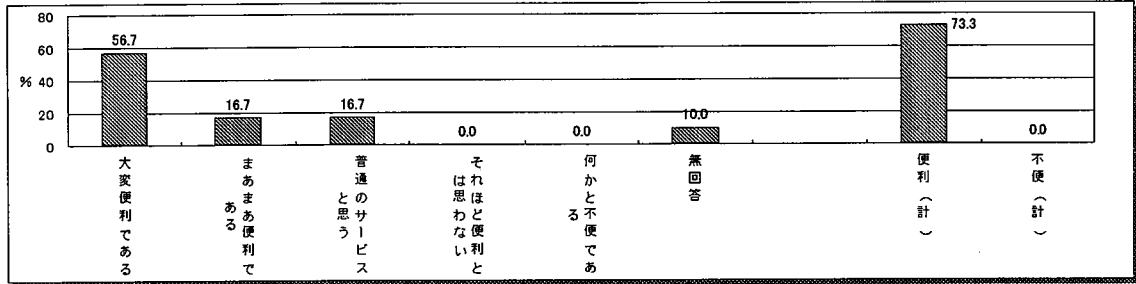 80
60
% 40
20
0
56.7
16.7
16.7
0.0
0.0
10.0
73.3
0.0
大変便利である
まあまあ便利で
ある
普通のサービス
と思う
それほど便利と
は思わない
何かと不便であ
る
無回答
便利(計)
不便(計)